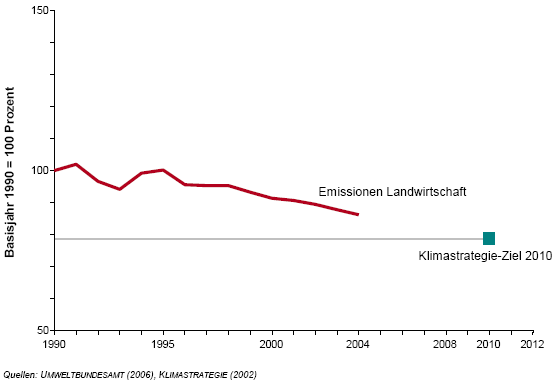 Basisjahr 1990 = 100 Prozent
150
100
50
Emissionen Landwirtschaft
Klimastrategie-Ziel 2010
1990
1995
2000
2004
2008
2010
2012
Quellen: UMWELTBUNDESAMT (2006), KLIMASTRATEGIE (2002)